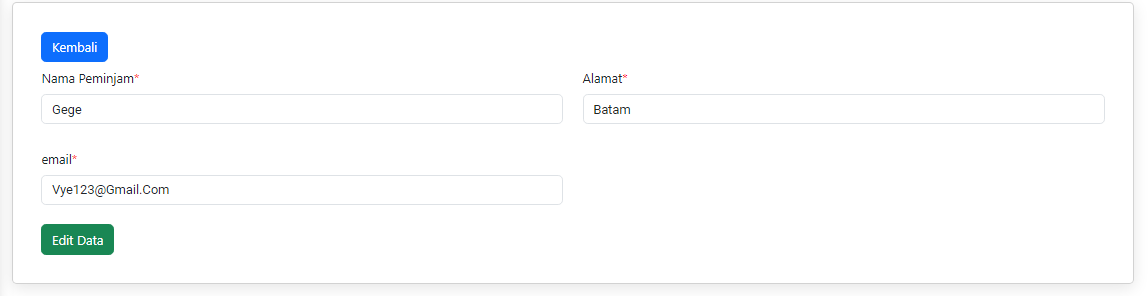 Kembali
Nama Peminjam*
Alamat*
Gege
Batam
email*
Vye123@Gmail.Com
Edit Data